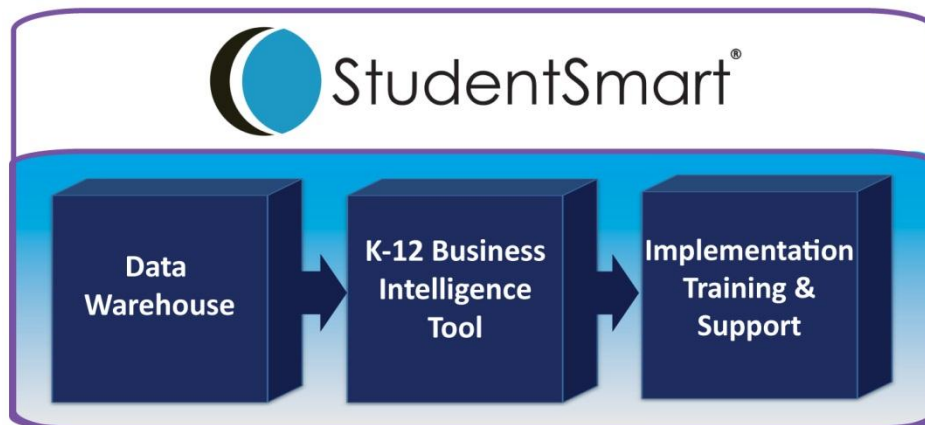 StudentSmart®
Data
Warehouse
K-12 Business
Intelligence
Tool
Implementation
Training &
Support